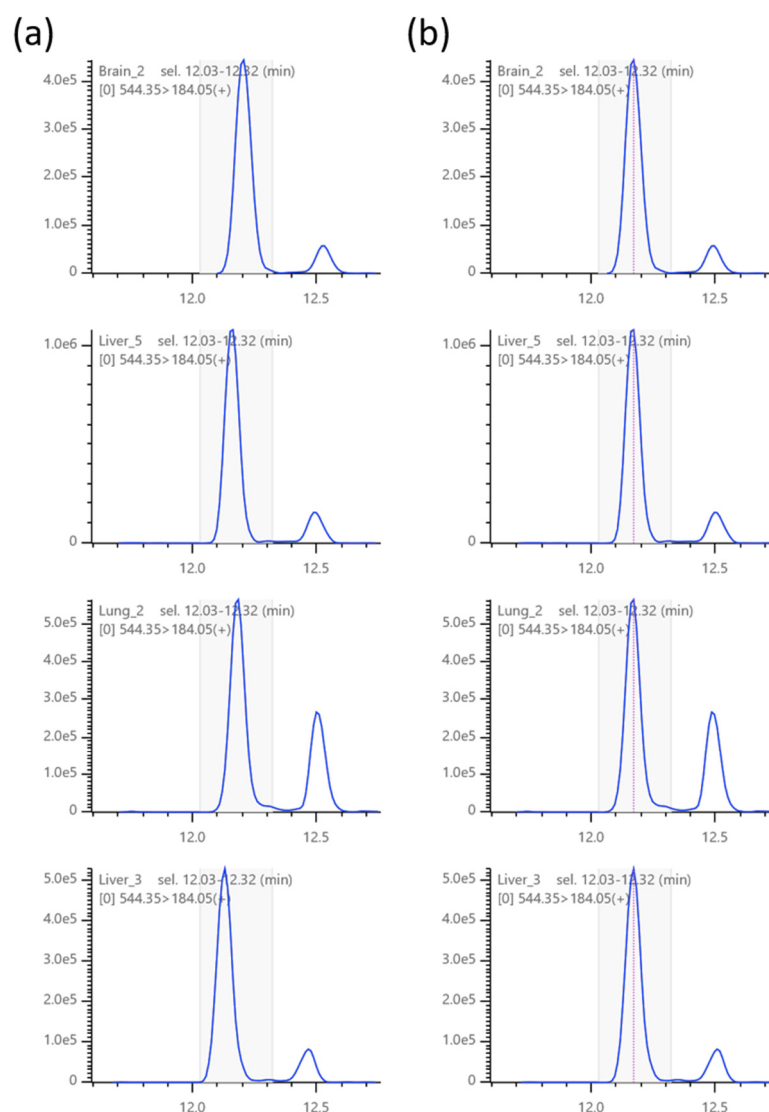 (a)
(b)
Brain_2 sel. 12.03-12.32 (min)
[0] 544.35>184.05(+)
4.0e5
3.0e5
2.0e5
1.0e5
0
12.0 12.5
Brain_2 sel. 12.03-12.32 (min)
[0] 544.35>184.05(+)
4.0e5
3.0e5
2.0e5
1.0e5
0
12.0 12.5
Liver_5 sel. 12.03-12.32 (min)
[0] 544.35>184.05(+)
1.0e6
0
12.0 12.5
Liver_5 sel. 12.03-12.32 (min)
[0] 544.35>184.05(+)
1.0e6
0
12.0 12.5
Lung_2 sel. 12.03-12.32 (min)
[0] 544.35>184.05(+)
5.0e5
4.0e5
3.0e5
2.0e5
1.0e5
0
12.0 12.5
Lung_2 sel. 12.03-12.32 (min)
[0] 544.35>184.05(+)
5.0e5
4.0e5
3.0e5
2.0e5
1.0e5
0
12.0 12.5
Liver_3 sel. 12.03-12.32 (min)
[0] 544.35>184.05(+)
5.0e5
4.0e5
3.0e5
2.0e5
1.0e5
0
12.0 12.5
Liver_3 sel. 12.03-12.32 (min)
[0] 544.35>184.05(+)
5.0e5
4.0e5
3.0e5
2.0e5
1.0e5
0
12.0 12.5